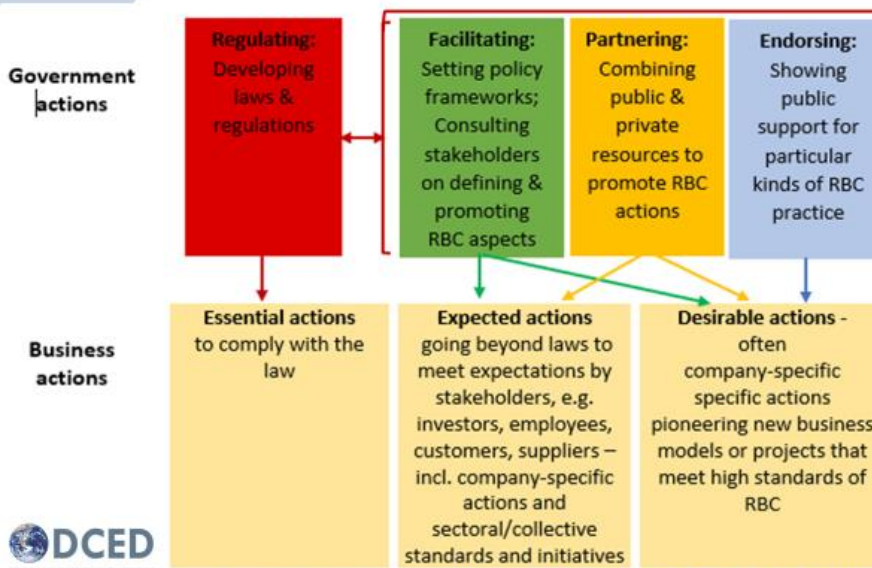 Government
actions
Regulating:
Developing
laws &
regulations
Facilitating:
Setting policy
frameworks;
Consulting
stakeholders
on defining &
promoting
RBC aspects
Partnering:
Combining
public &
private
resources to
promote RBC
actions
Endorsing:
Showing
public
support for
particular
kinds of RBC
practice
Business
actions
Essential actions
to comply with the
law
Expected actions
going beyond laws to
meet expectations by
stakeholders, e.g.
investors, employees,
customers, suppliers –
incl. company-specific
actions and
sectoral/collective
standards and initiatives
Desirable actions -
often
company-specific
specific actions
pioneering new business
models or projects that
meet high standards of
RBC
DCED